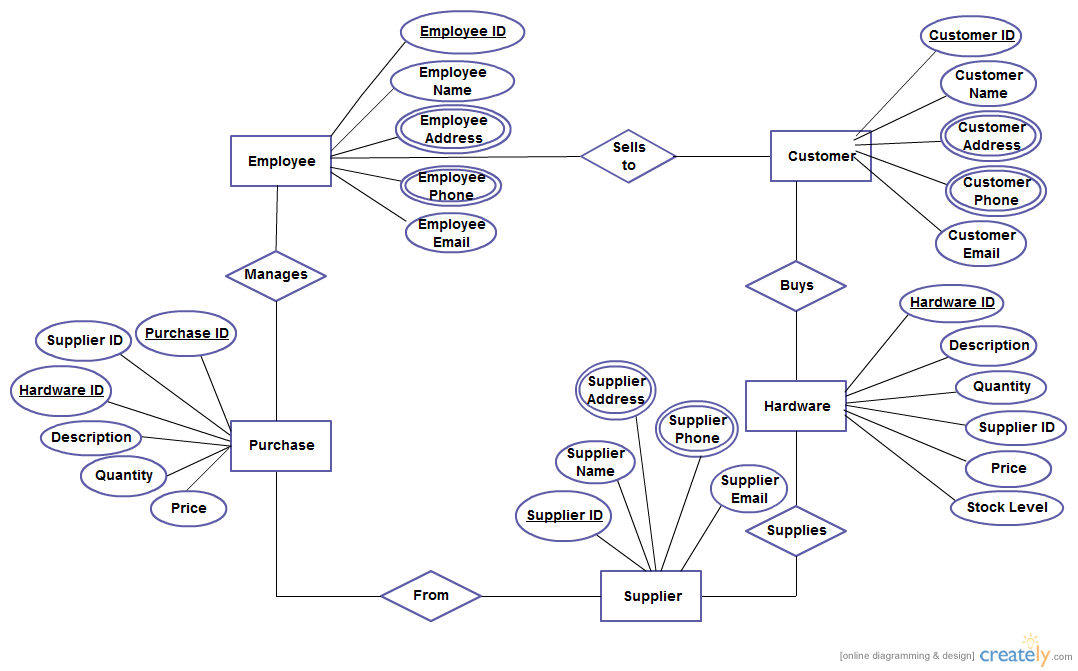 Employee ID
Employee
Name
Employee
Address
Employee
Phone
Employee
Email
Employee
Sells
to
Customer ID
Customer
Name
Customer
Address
Customer
Phone
Customer
Email
Customer
Manages
Buys
Purchase ID
Supplier ID
Hardware ID
Description
Quantity
Price
Purchase
Hardware ID
Description
Quantity
Supplier ID
Price
Stock Level
Hardware
Supplier
Address
Supplier
Phone
Supplier
Name
Supplier
Email
Supplier ID
Supplies
From
Supplier
[online diagramming & design] creately.com